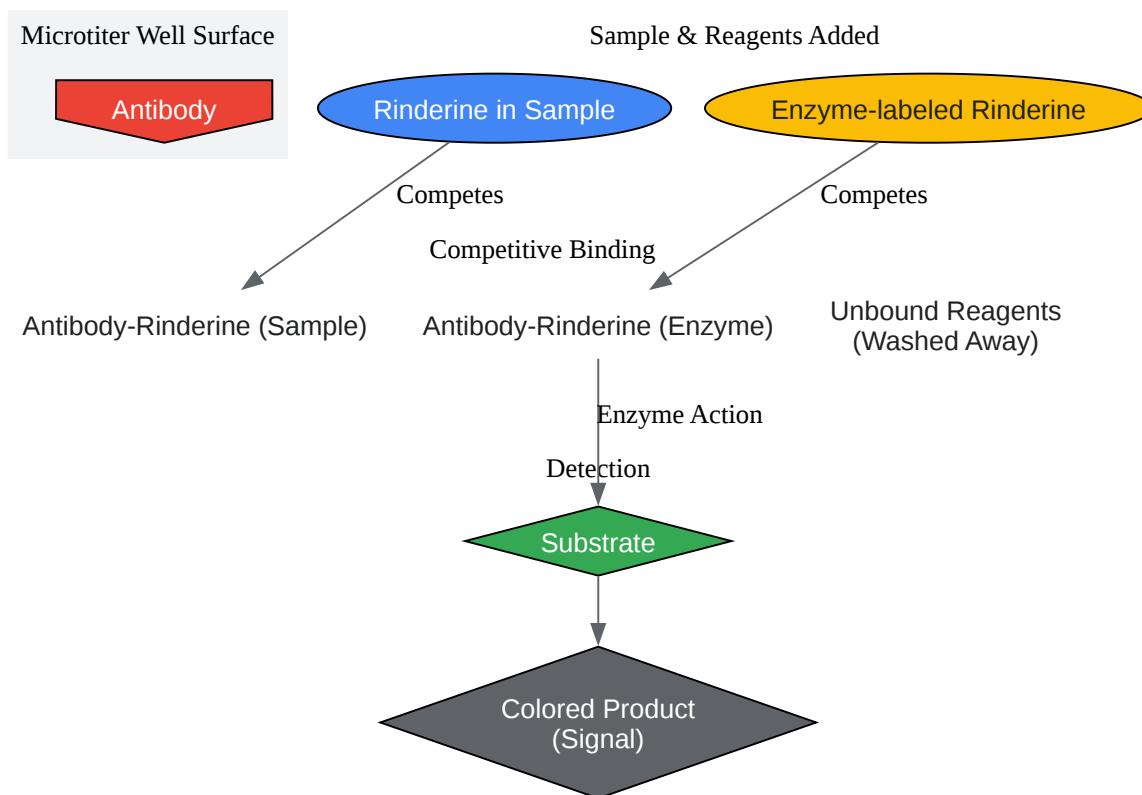 Microtiter Well Surface
Sample & Reagents Added
Antibody
Rinderine in Sample
Enzyme-labeled Rinderine
Competes
Competes
Competitive Binding
Antibody-Rinderine (Sample)
Antibody-Rinderine (Enzyme)
Unbound Reagents
(Washed Away)
Enzyme Action
Detection
Substrate
Colored Product
(Signal)